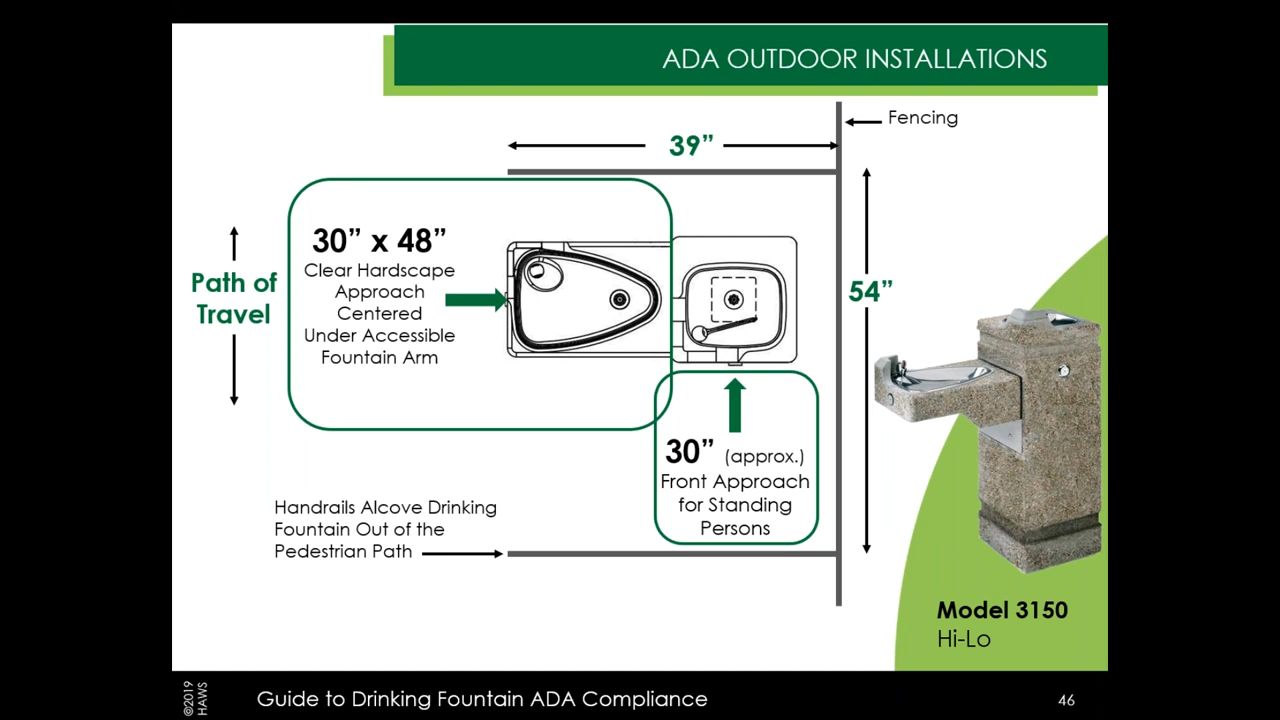 ADA OUTDOOR INSTALLATIONS
Fencing
39”
30” x 48”
Clear Hardscape
Approach
Centered
Under Accessible
Fountain Arm
Path of
Travel
54”
30” (approx.)
Front Approach
for Standing
Persons
Handrails Alcove Drinking
Fountain Out of the
Pedestrian Path
Model 3150
Hi-Lo
©2019
HAWS
Guide to Drinking Fountain ADA Compliance
46